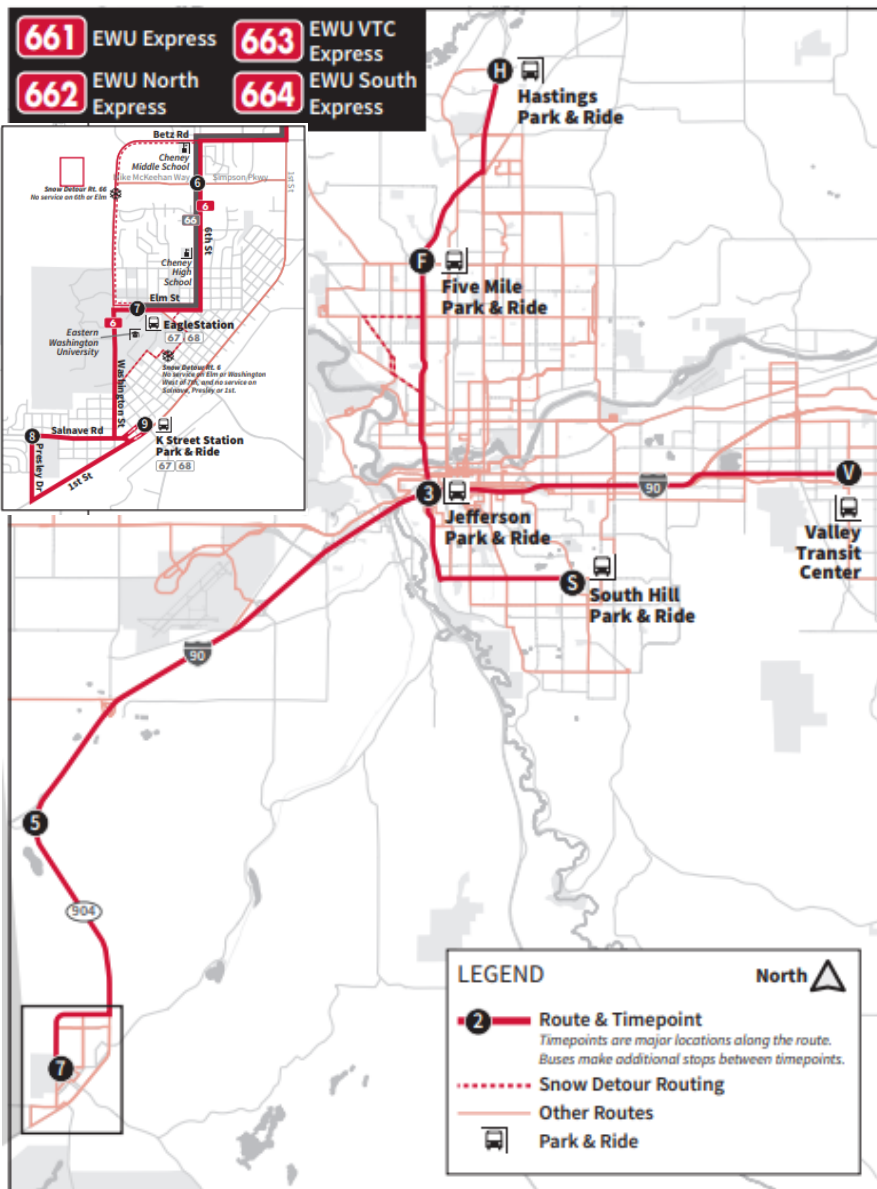 661 EWU Express
662 EWU North
Express
663 EWU VTC
Express
664 EWU South
Express
Betz Rd
Cheney
Middle School
Mike McKeehan Way
Simpson Pkwy
1st St
6
Snow Detour Rt. 66
No service on 6th or Elm
6
66
6th St
Cheney
High
School
Elm St
7
6
EagleStation
67 68
Eastern
Washington
University
Washington St
Snow Detour Rt. 6
No service on Elm or Washington
West of 7th, and no service on
Salnave, Presley or 1st.
Salnave Rd
8
9
K Street Station
Park & Ride
67 68
Presley Dr
1st St
H
Hastings
Park & Ride
F
Five Mile
Park & Ride
3
Jefferson
Park & Ride
90
V
Valley
Transit
Center
S
South Hill
Park & Ride
90
5
904
7
LEGEND
North
2
Route & Timepoint
Timepoints are major locations along the route.
Buses make additional stops between timepoints.
Snow Detour Routing
Other Routes
Park & Ride